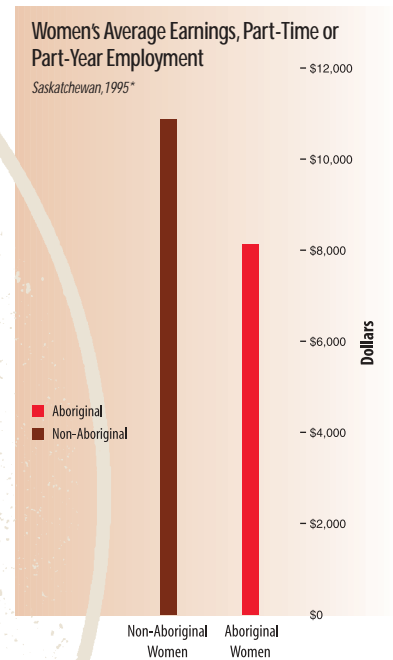 Women's Average Earnings, Part-Time or
Part-Year Employment
Saskatchewan, 1995*
$12,000
$10,000
$8,000
$6,000
$4,000
$2,000
$0
Dollars
Aboriginal
Non-Aboriginal
Non-Aboriginal
Women
Aboriginal
Women